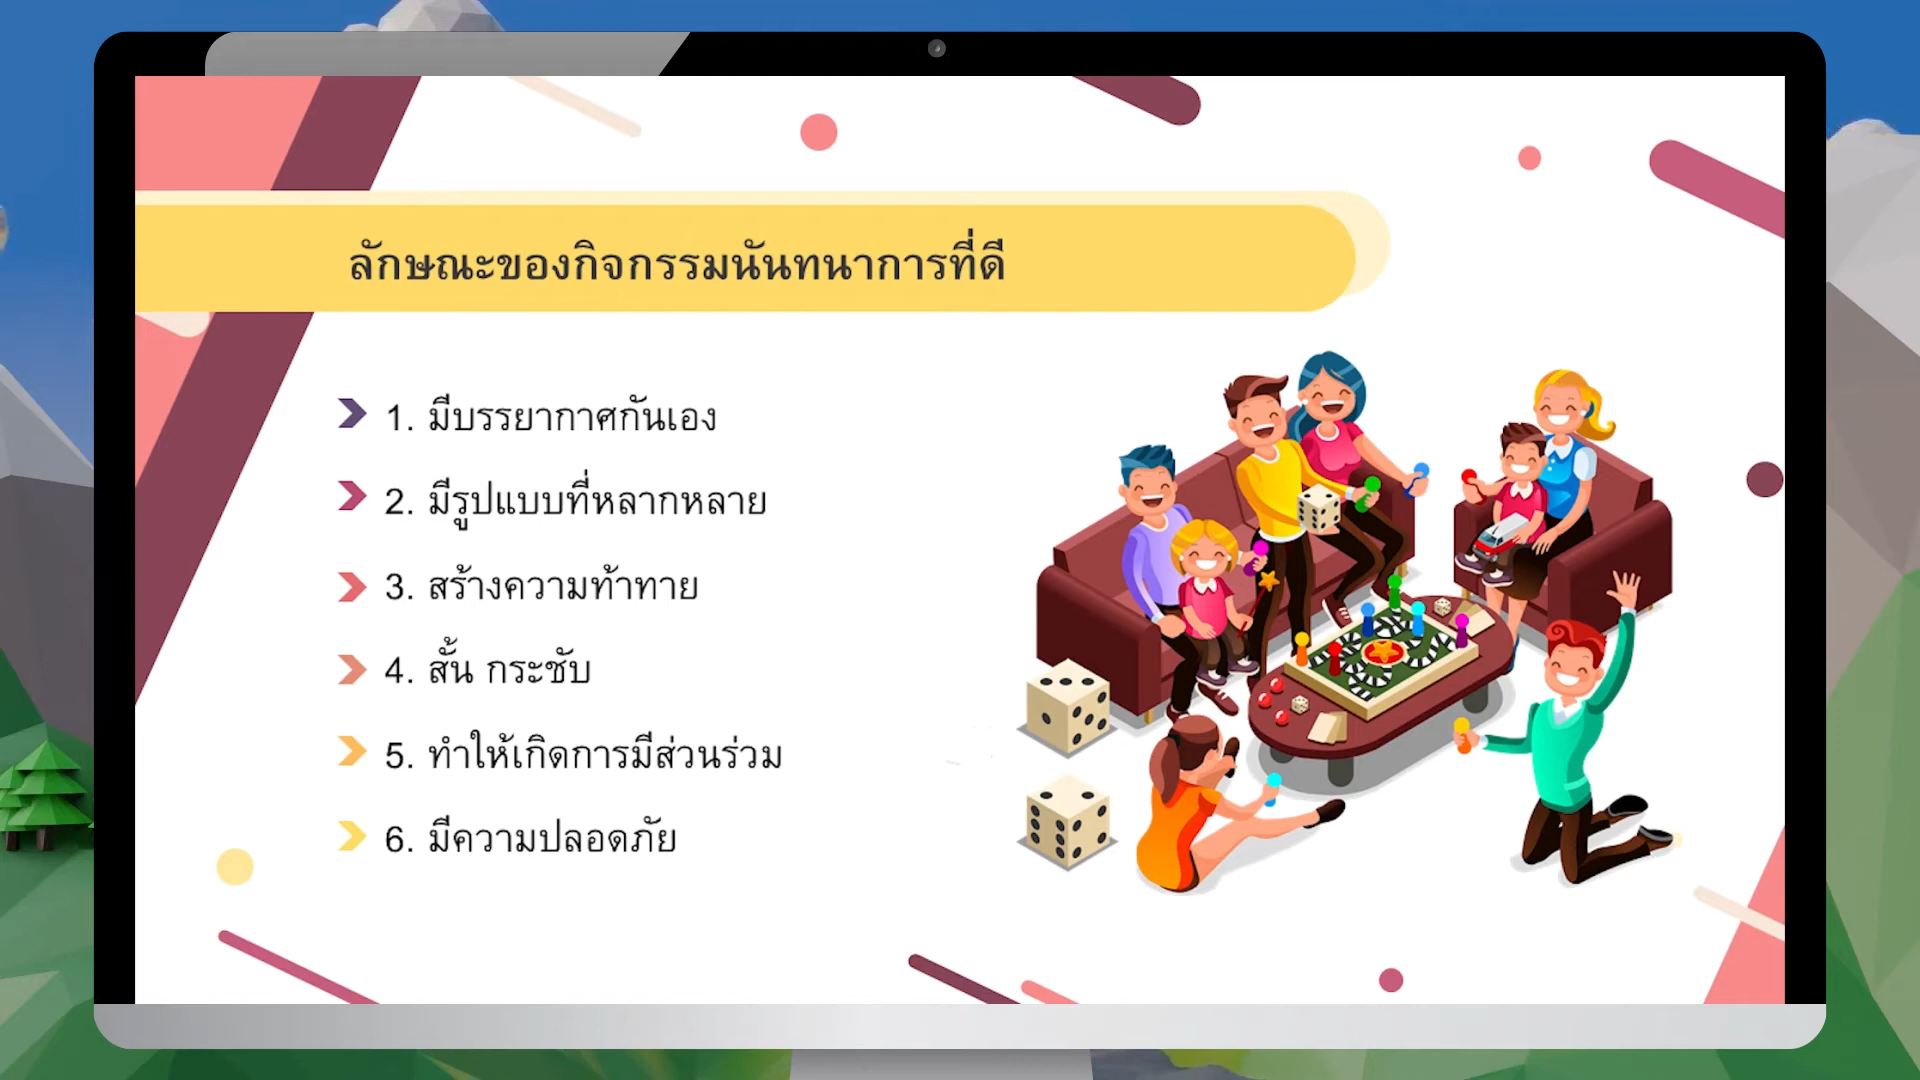 ลักษณะของกิจกรรมนันทนาการที่ดี
1. มีบรรยากาศกันเอง
2. มีรูปแบบที่หลากหลาย
3. สร้างความท้าทาย
4. สั้น กระชับ
5. ทำให้เกิดการมีส่วนร่วม
6. มีความปลอดภัย